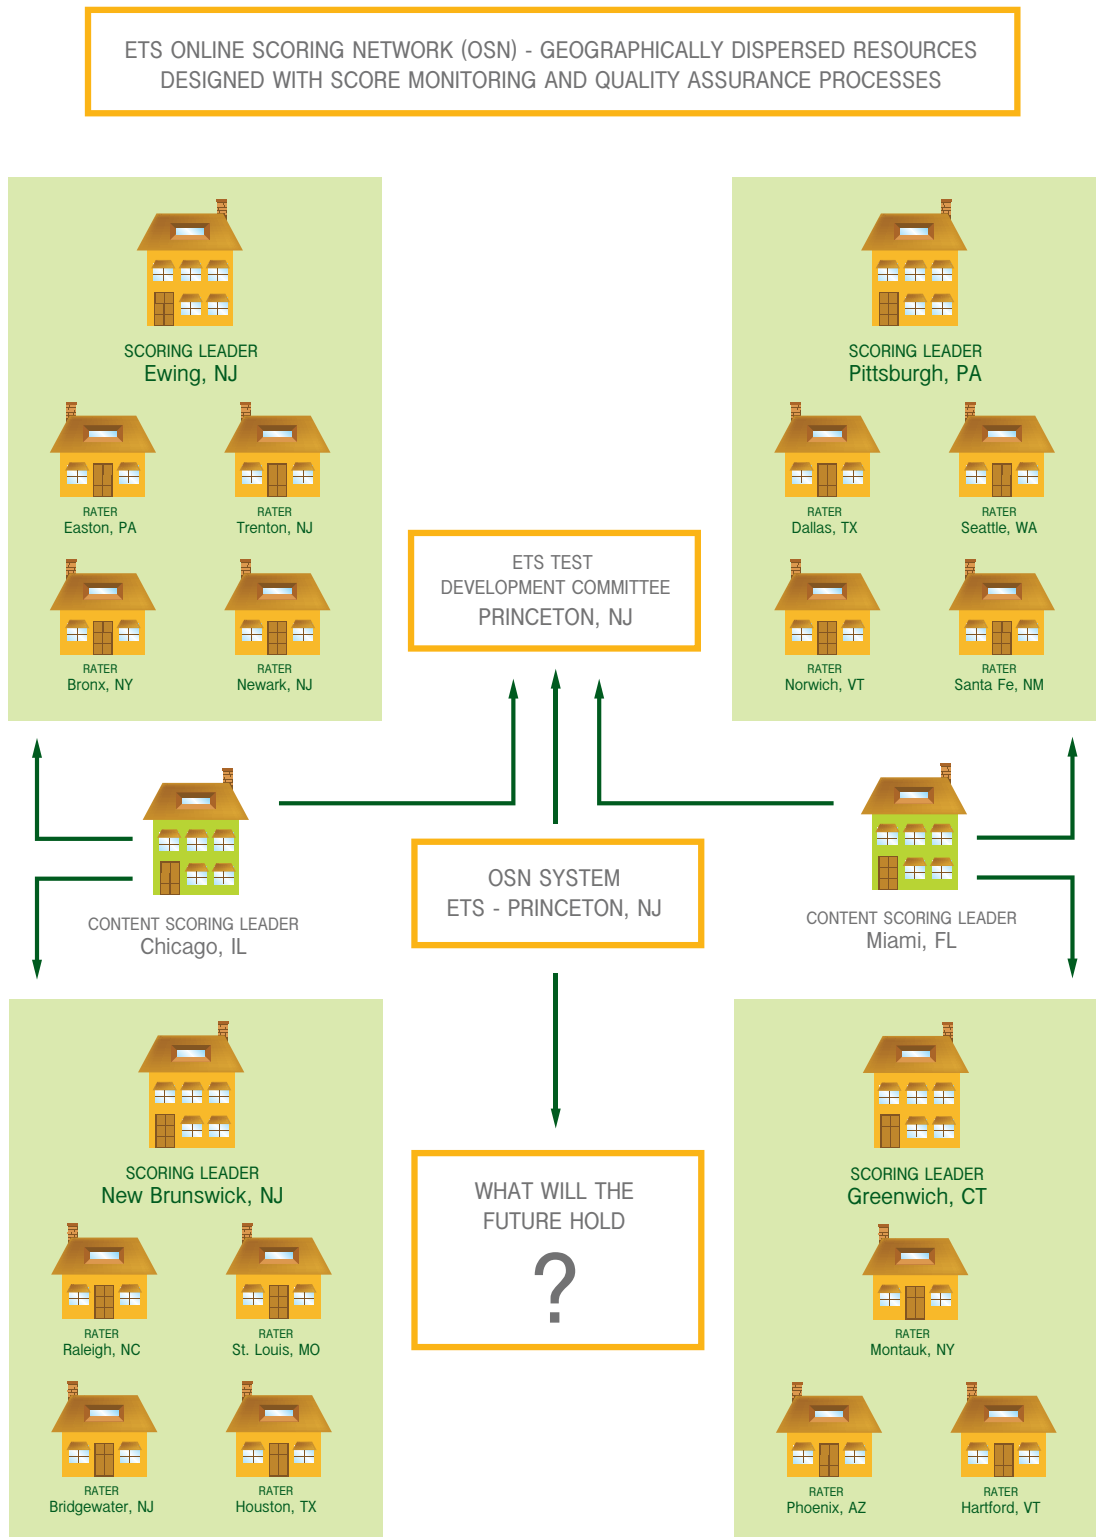 ETS ONLINE SCORING NETWORK (OSN) - GEOGRAPHICALLY DISPERSED RESOURCES
DESIGNED WITH SCORE MONITORING AND QUALITY ASSURANCE PROCESSES
SCORING LEADER
Ewing, NJ
RATER
Easton, PA
RATER
Trenton, NJ
RATER
Bronx, NY
RATER
Newark, NJ
SCORING LEADER
Pittsburgh, PA
RATER
Dallas, TX
RATER
Seattle, WA
RATER
Norwich, VT
RATER
Santa Fe, NM
ETS TEST
DEVELOPMENT COMMITTEE
PRINCETON, NJ
CONTENT SCORING LEADER
Chicago, IL
OSN SYSTEM
ETS - PRINCETON, NJ
CONTENT SCORING LEADER
Miami, FL
SCORING LEADER
New Brunswick, NJ
RATER
Raleigh, NC
RATER
St. Louis, MO
RATER
Bridgewater, NJ
RATER
Houston, TX
WHAT WILL THE
FUTURE HOLD
?
SCORING LEADER
Greenwich, CT
RATER
Montauk, NY
RATER
Phoenix, AZ
RATER
Hartford, VT